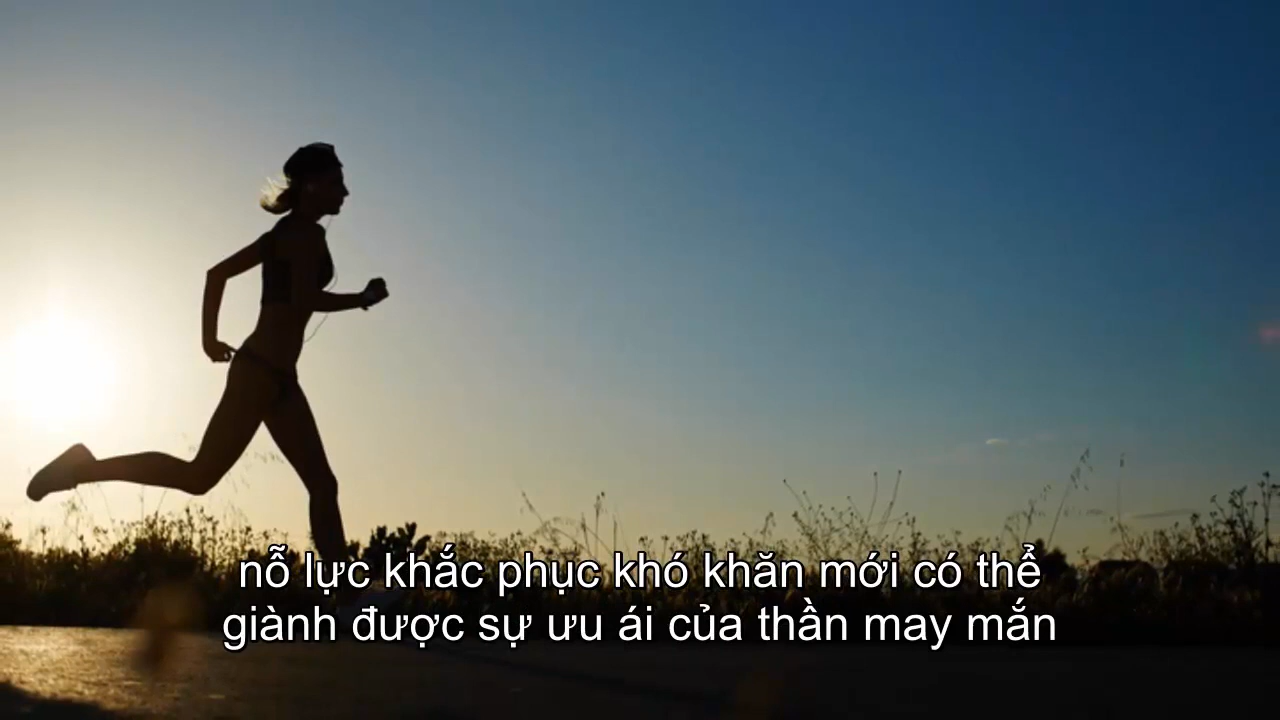 nỗ lực khắc phục khó khăn mới có thể
giành được sự ưu ái của thần may mắn